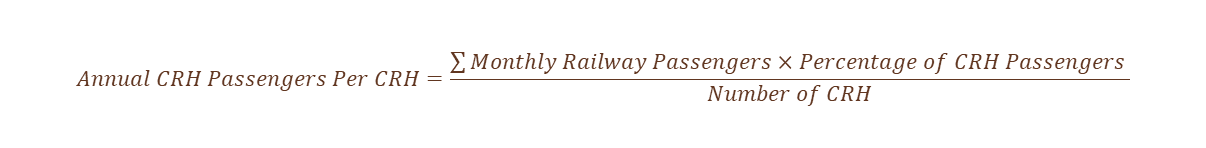 Annual CRH Passengers Per CRH = ∑ Monthly Railway Passengers × Percentage of CRH Passengers
Number of CRH